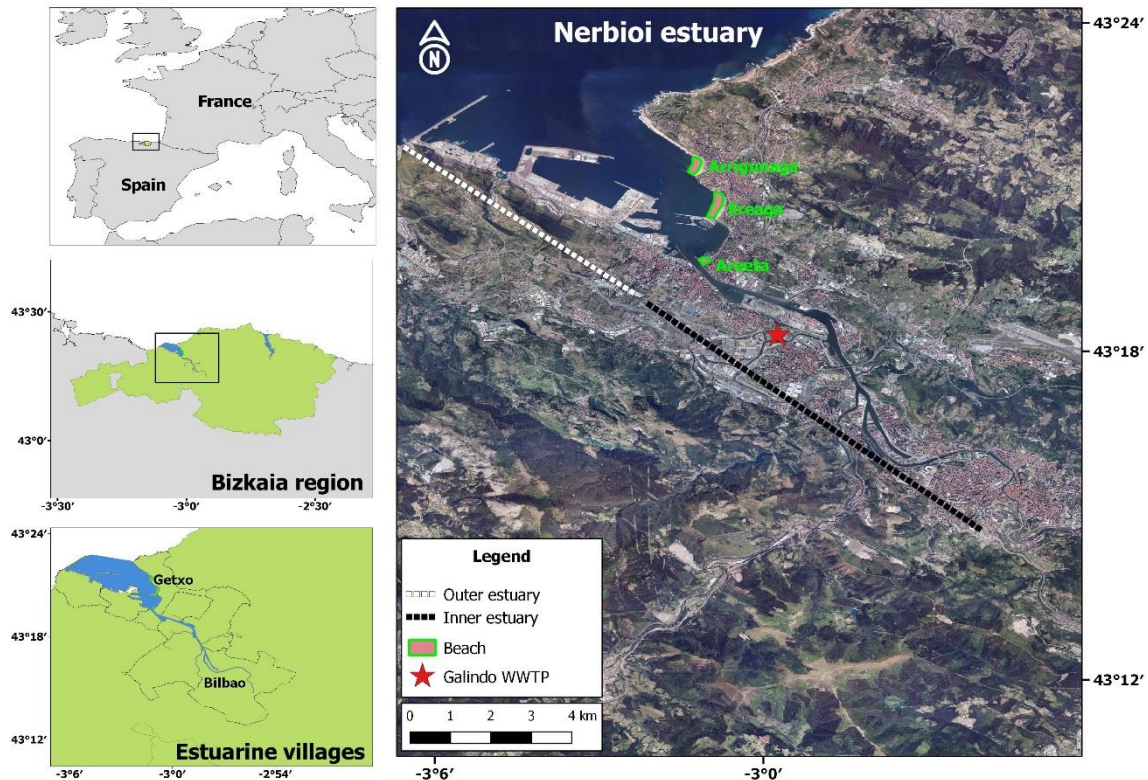 France
Spain
43°30'
43°0'
Bizkaia region
-3°30'
-3°0'
-2°30'
43°24'
43°18'
43°12'
Getxo
Bilbao
Estuarine villages
-3°6'
-3°0'
-2°54'
Nerbioi estuary
N
Arrigunaga
Ereaga
Areeta
Legend
Outer estuary
Inner estuary
Beach
Galindo WWTP
0 1 2 3 4 km
43°24'
43°18'
43°12'
-3°6'
-3°0'